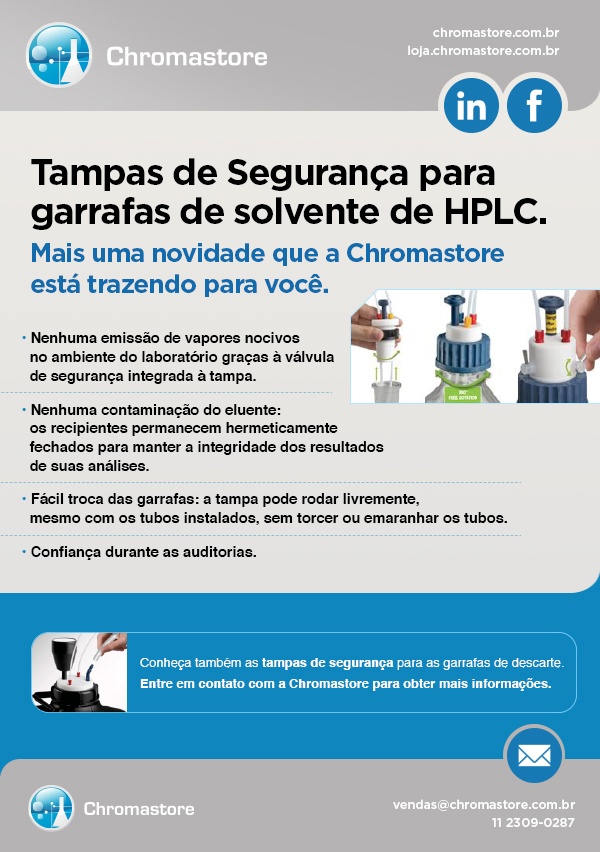 Chromastore
chromastore.com.br
loja.chromastore.com.br
in f
Tampas de Segurança para
garrafas de solvente de HPLC.
Mais uma novidade que a Chromastore
está trazendo para você.
• Nenhuma emissão de vapores nocivos
no ambiente do laboratório graças à válvula
de segurança integrada à tampa.
• Nenhuma contaminação do eluente:
os recipientes permanecem hermeticamente
fechados para manter a integridade dos resultados
de suas análises.
• Fácil troca das garrafas: a tampa pode rodar livremente,
mesmo com os tubos instalados, sem torcer ou emaranhar os tubos.
• Confiança durante as auditorias.
360°
FREE ROTATION
Conheça também as tampas de segurança para as garrafas de descarte.
Entre em contato com a Chromastore para obter mais informações.
Chromastore
vendas@chromastore.com.br
11 2309-0287